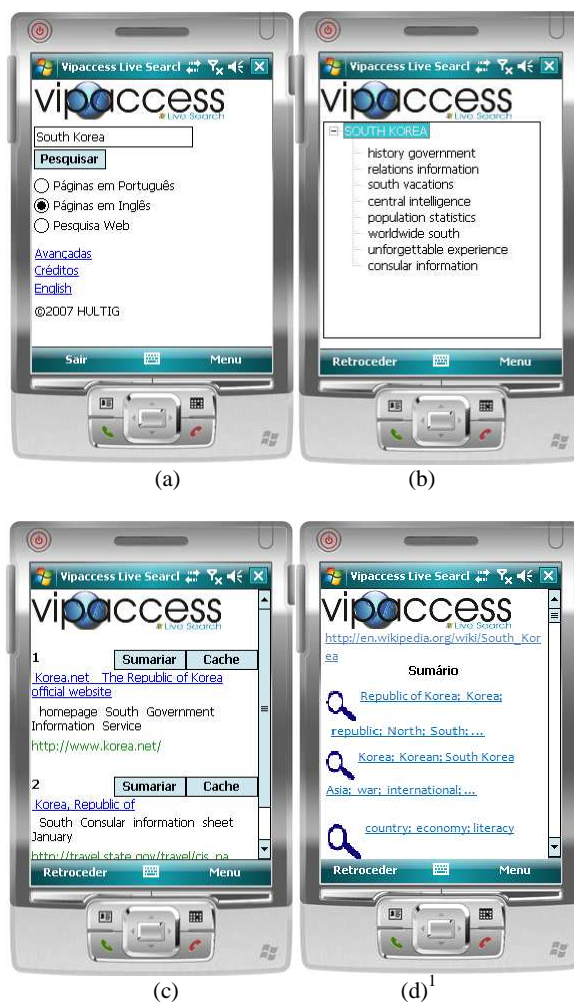 Vipaccess Live Searcl
vipaccess
Live Search
South Korea
Pesquisar
Páginas em Português
Páginas em Inglês
Pesquisa Web
Avançadas
Créditos
English
©2007 HULTIG
Sair
Menu
(a)
Vipaccess Live Searcl
vipaccess
Live Search
SOUTH KOREA
history government
relations information
south vacations
central intelligence
population statistics
worldwide south
unforgettable experience
consular information
Retroceder
Menu
(b)
Vipaccess Live Searcl
vipaccess
Live Search
1
Sumariar
Cache
Korea.net The Republic of Korea
official website
homepage South Government
Information Service
http://www.korea.net/
2
Sumariar
Cache
Korea, Republic of
South Consular information sheet
January
http://travel.state.gov/travel/cis_pa
Retroceder
Menu
(c)
Vipaccess Live Searcl
vipaccess
Live Search
http://en.wikipedia.org/wiki/South_Kor
ea
Sumário
Republic of Korea; Korea;
republic; North; South;...
Korea; Korean; South Korea
Asia; war; international;...
country; economy; literacy
Retroceder
Menu
(d)1